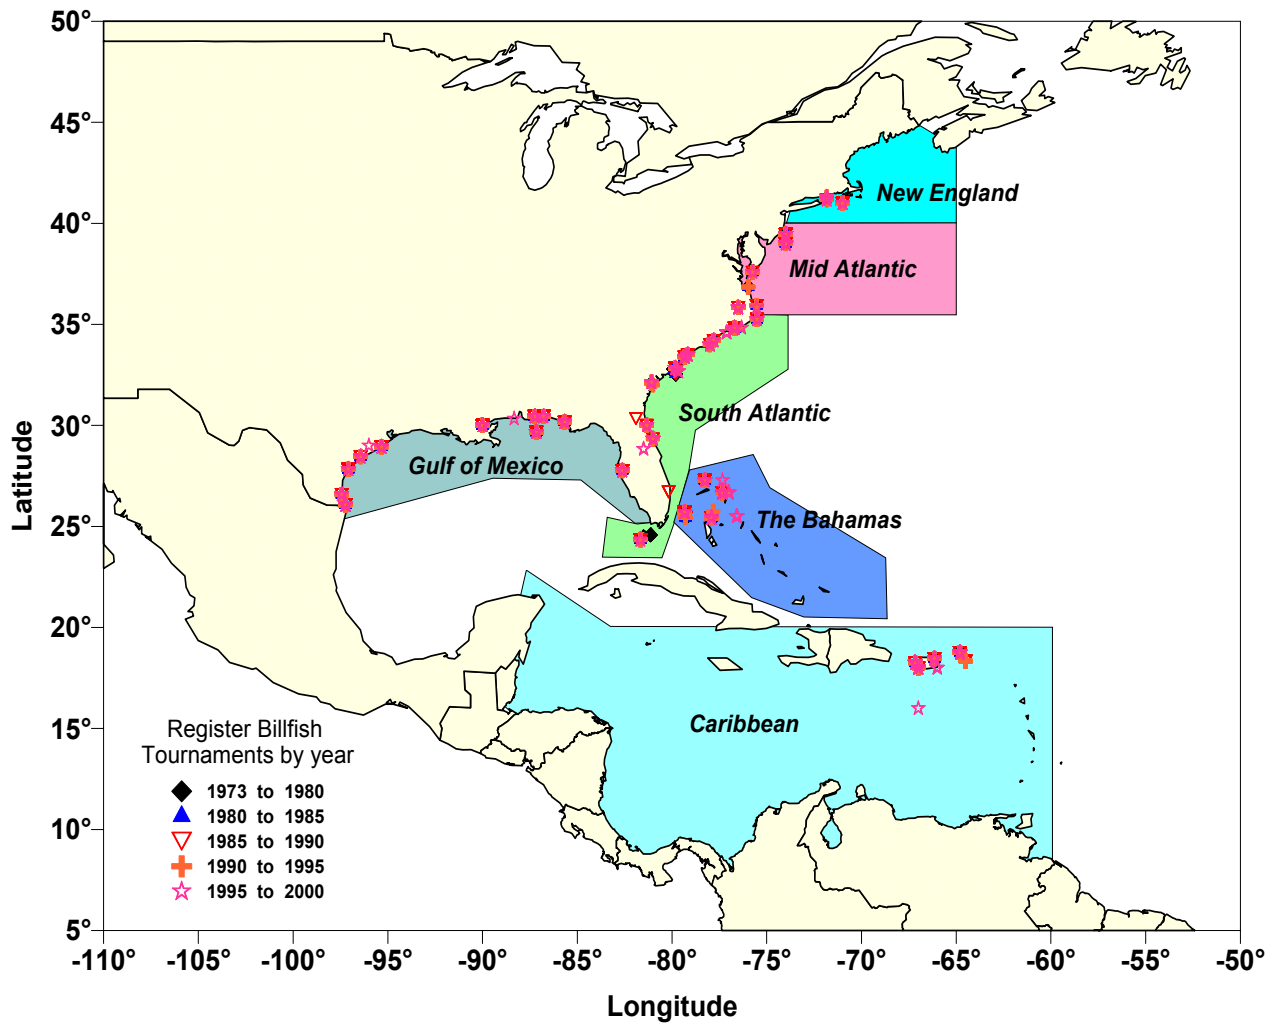 50°
45°
40°
35°
30°
25°
20°
15°
10°
5°
Latitude
New England
Mid Atlantic
South Atlantic
Gulf of Mexico
The Bahamas
Caribbean
Register Billfish
Tournaments by year
1973 to 1980
1980 to 1985
1985 to 1990
1990 to 1995
1995 to 2000
-110° -105° -100° -95° -90° -85° -80° -75° -70° -65° -60° -55° -50°
Longitude